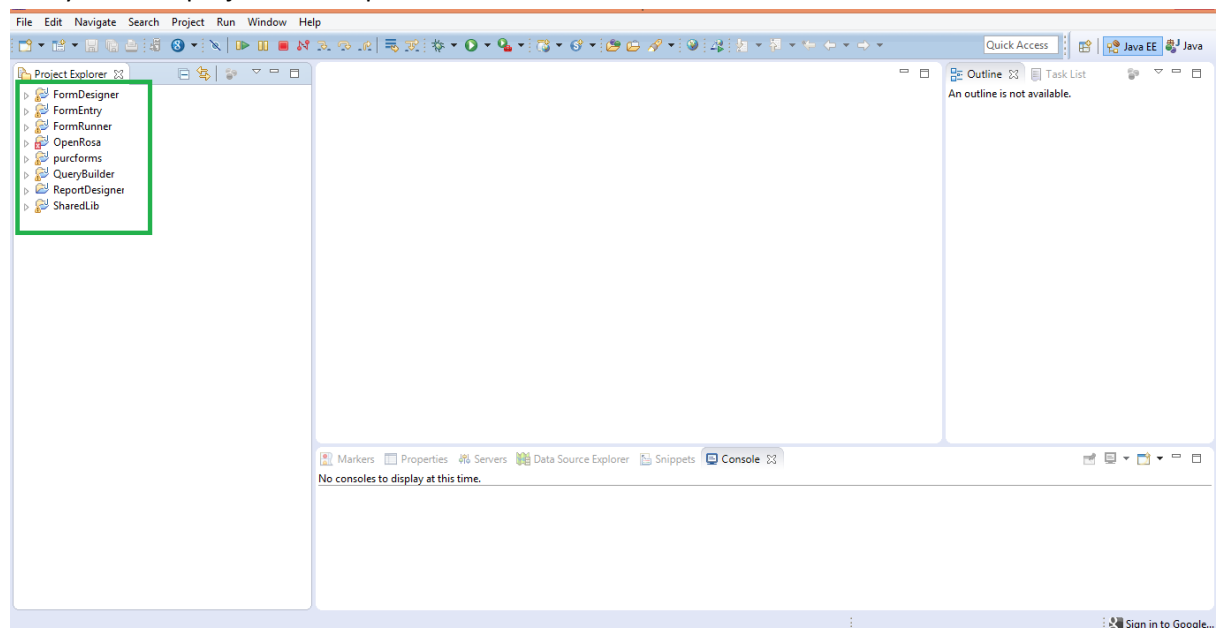 File Edit Navigate Search Project Run Window Help
Quick Access Java EE Java
Project Explorer
FormDesigner
FormEntry
FormRunner
OpenRosa
purcforms
QueryBuilder
ReportDesigner
SharedLib
Outline Task List
An outline is not available.
Markers Properties Servers Data Source Explorer Snippets Console
No consoles to display at this time.
Sign in to Google...